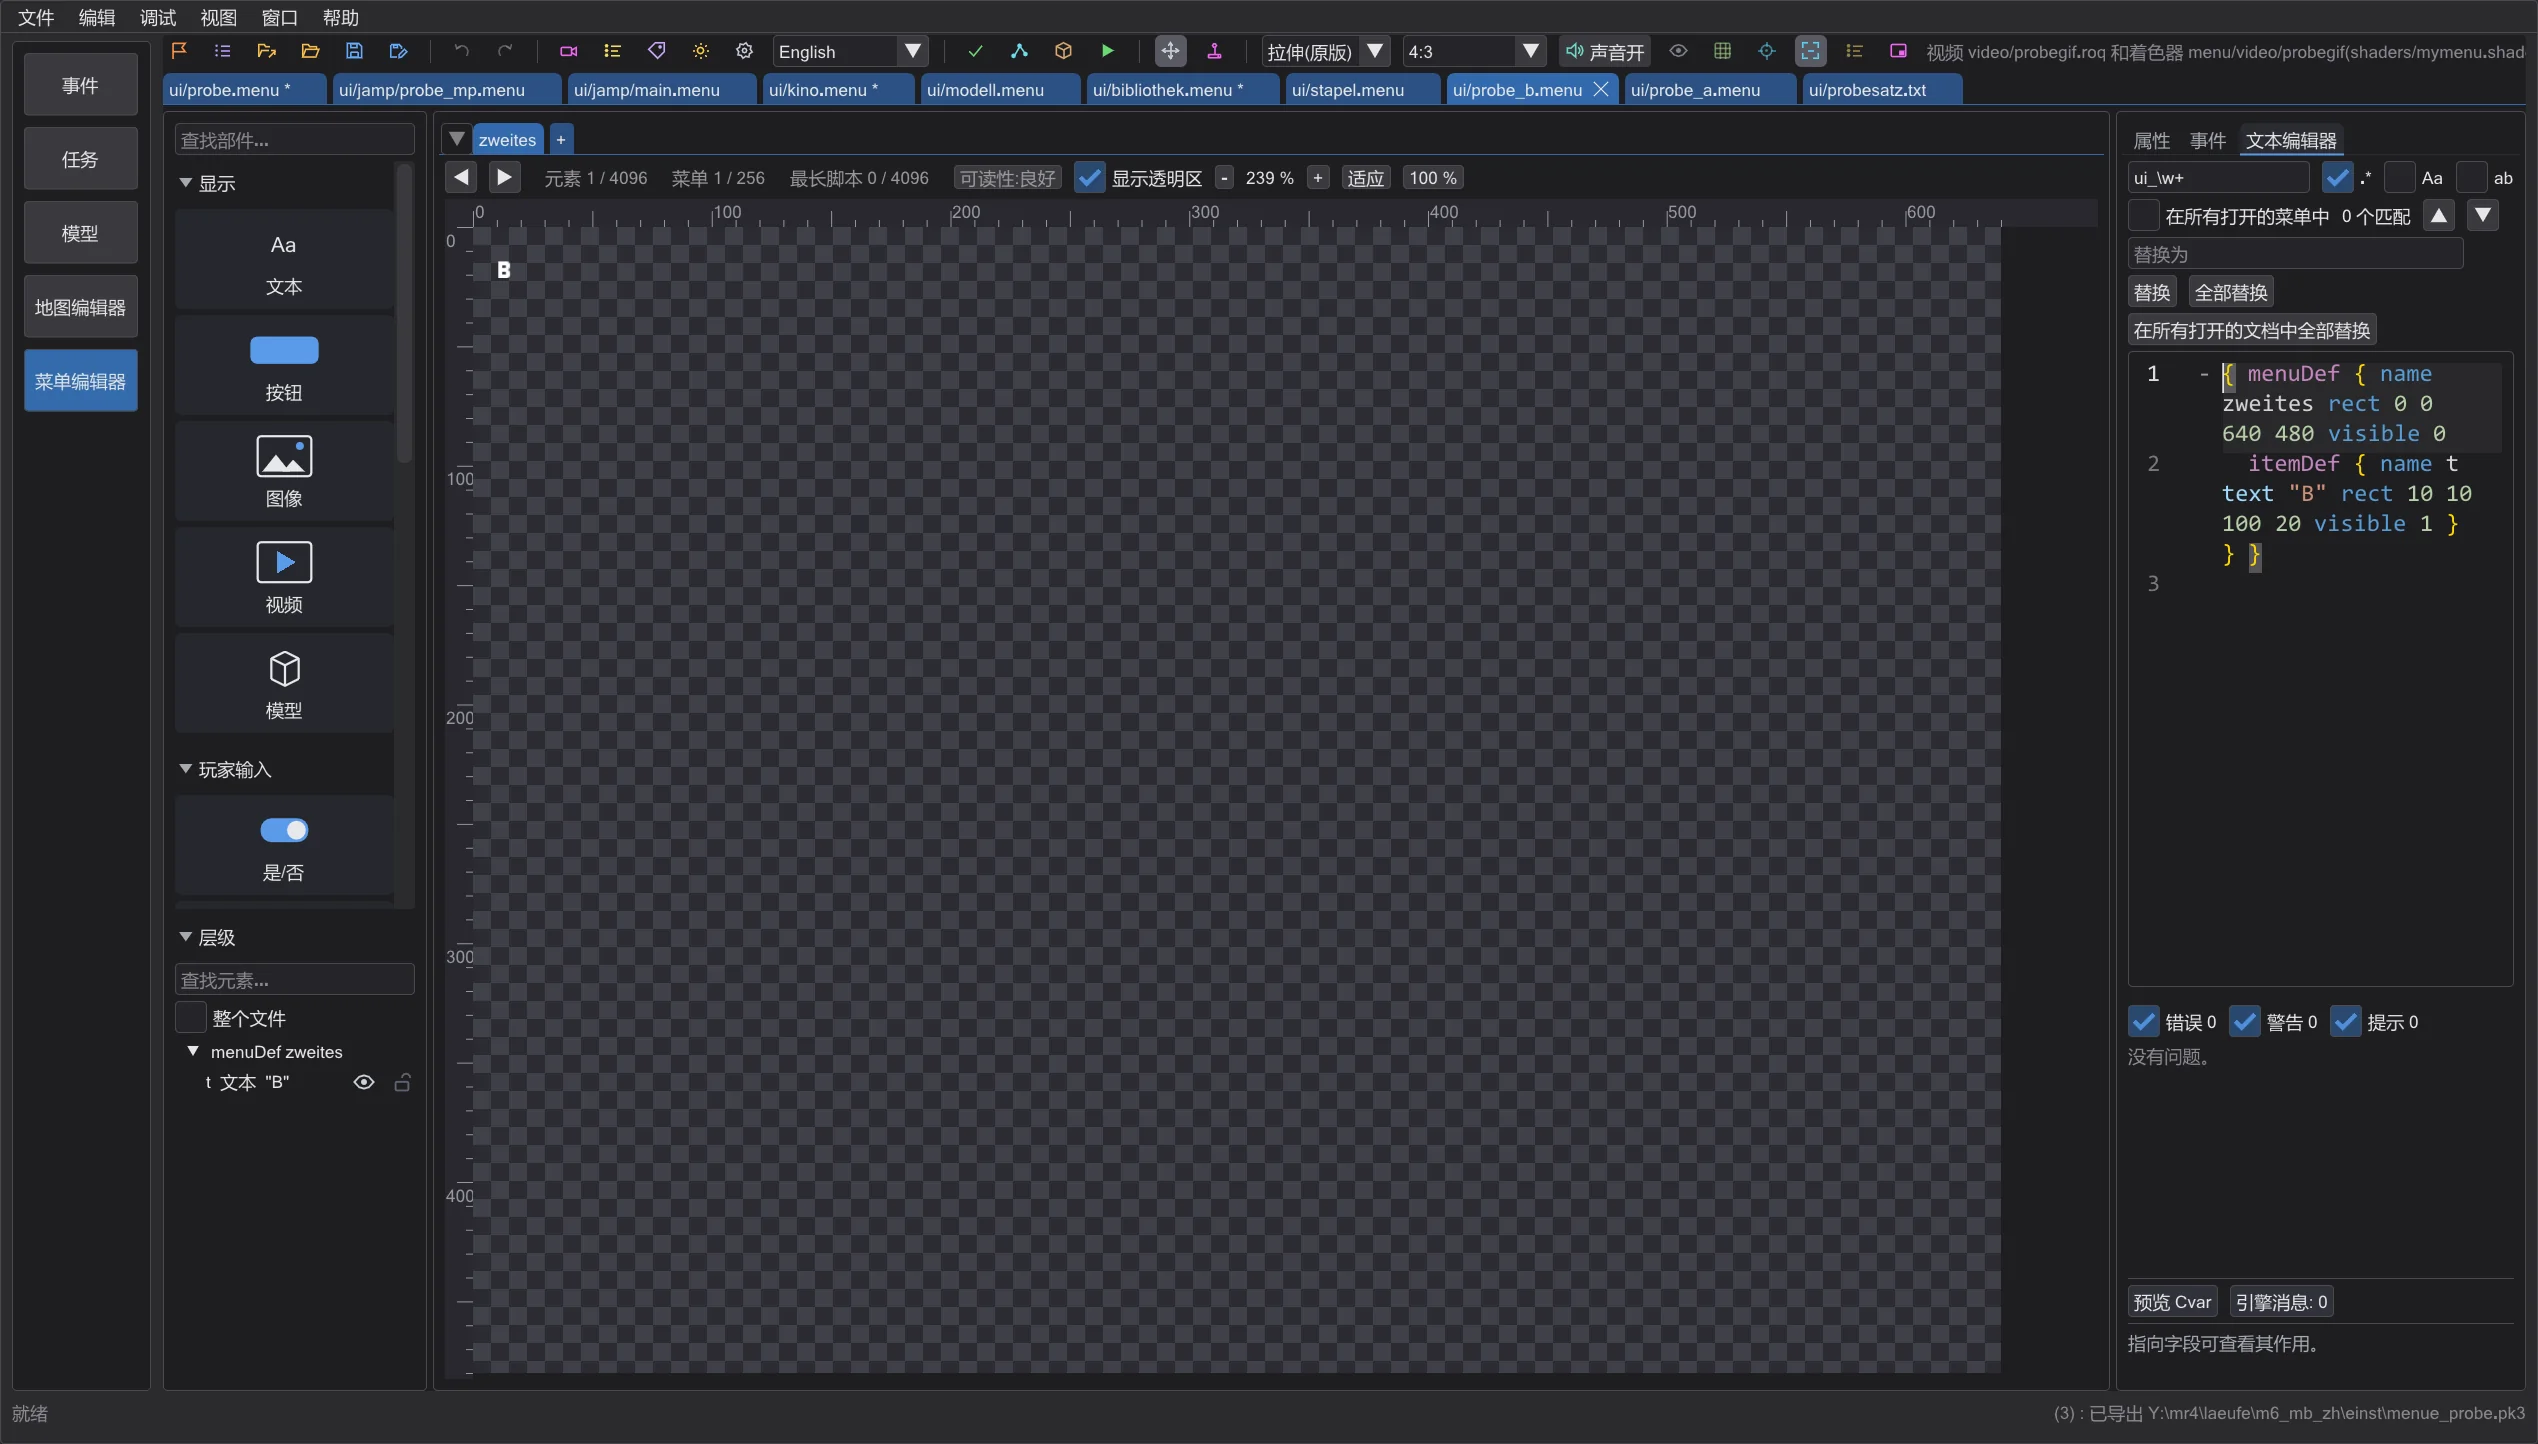 文件 编辑 调试 视图 窗口 帮助
English 拉伸(原版) 4:3 声音开 视频 video/probegif.roq 和着色器 menu/video/probegif(shaders/mymenu.shad
ui/probe.menu * ui/jamp/probe_mp.menu ui/jamp/main.menu ui/kino.menu * ui/modell.menu ui/bibliothek.menu * ui/stapel.menu ui/probe_b.menu ui/probe_a.menu ui/probesatz.txt
事件
任务
模型
地图编辑器
菜单编辑器
查找部件...
显示
Aa
文本
按钮
图像
视频
模型
玩家输入
是/否
层级
查找元素...
整个文件
menuDef zweites
t 文本 "B"
zweites +
元素 1 / 4096 菜单 1 / 256 最长脚本 0 / 4096 可读性:良好 显示透明区 - 239 % + 适应 100 %
0 100 200 300 400 500 600
0
100
200
300
400
B
属性 事件 文本编辑器
ui_\w+ .* Aa ab
在所有打开的菜单中 0 个匹配
替换为
替换 全部替换
在所有打开的文档中全部替换
1 - { menuDef { name
zweites rect 0 0
640 480 visible 0
2 itemDef { name t
text "B" rect 10 10
100 20 visible 1 }
} }
3
错误 0 警告 0 提示 0
没有问题。
预览 Cvar 引擎消息: 0
指向字段可查看其作用。
就绪
(3) : 已导出 Y:\mr4\laeufe\m6_mb_zh\einst\menue_probe.pk3